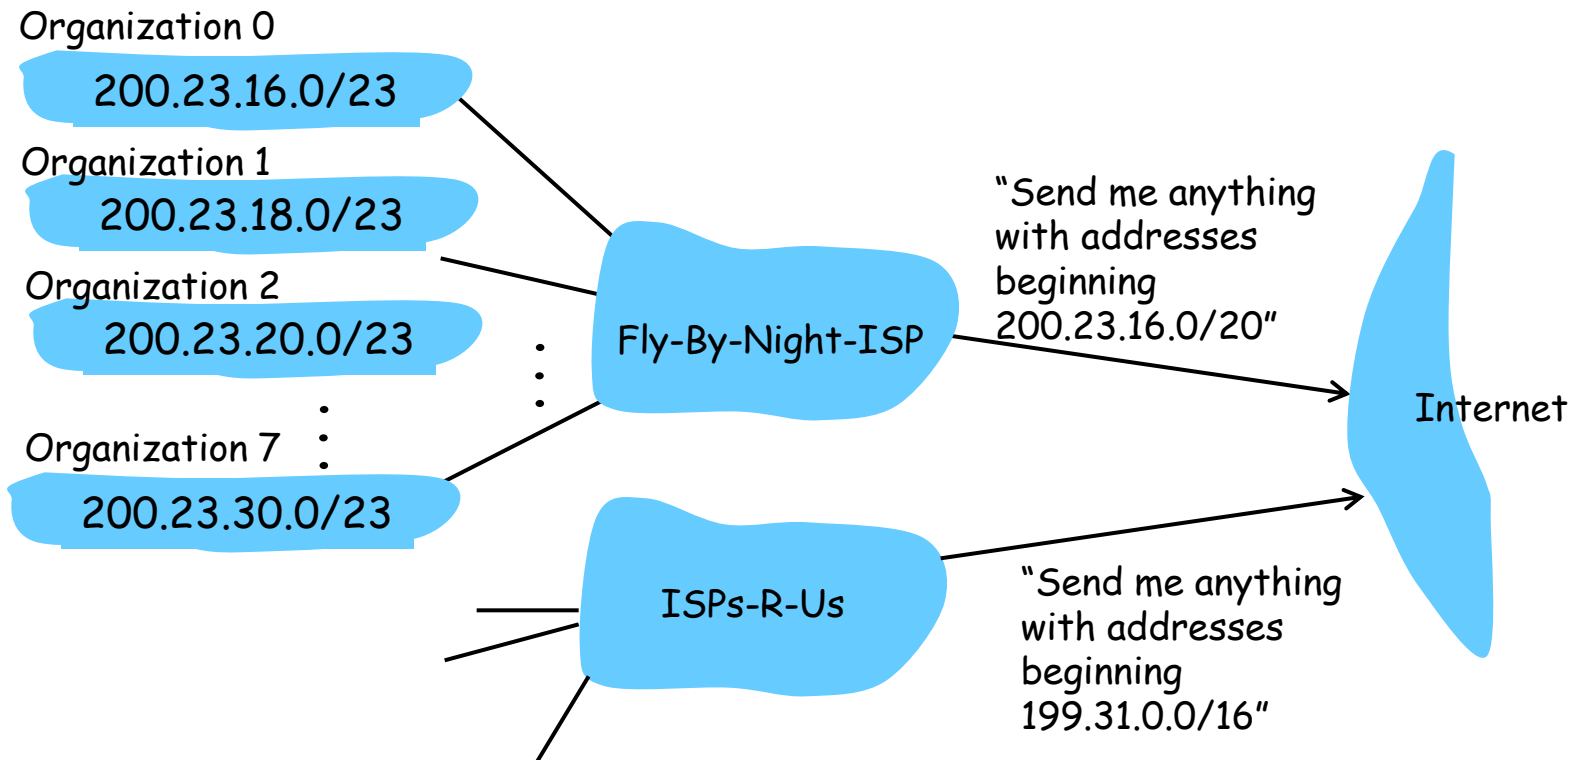 Organization 0
200.23.16.0/23
Organization 1
200.23.18.0/23
Organization 2
200.23.20.0/23
Organization 7
200.23.30.0/23
Fly-By-Night-ISP
“Send me anything
with addresses
beginning
200.23.16.0/20”
Internet
ISPs-R-Us
“Send me anything
with addresses
beginning
199.31.0.0/16”